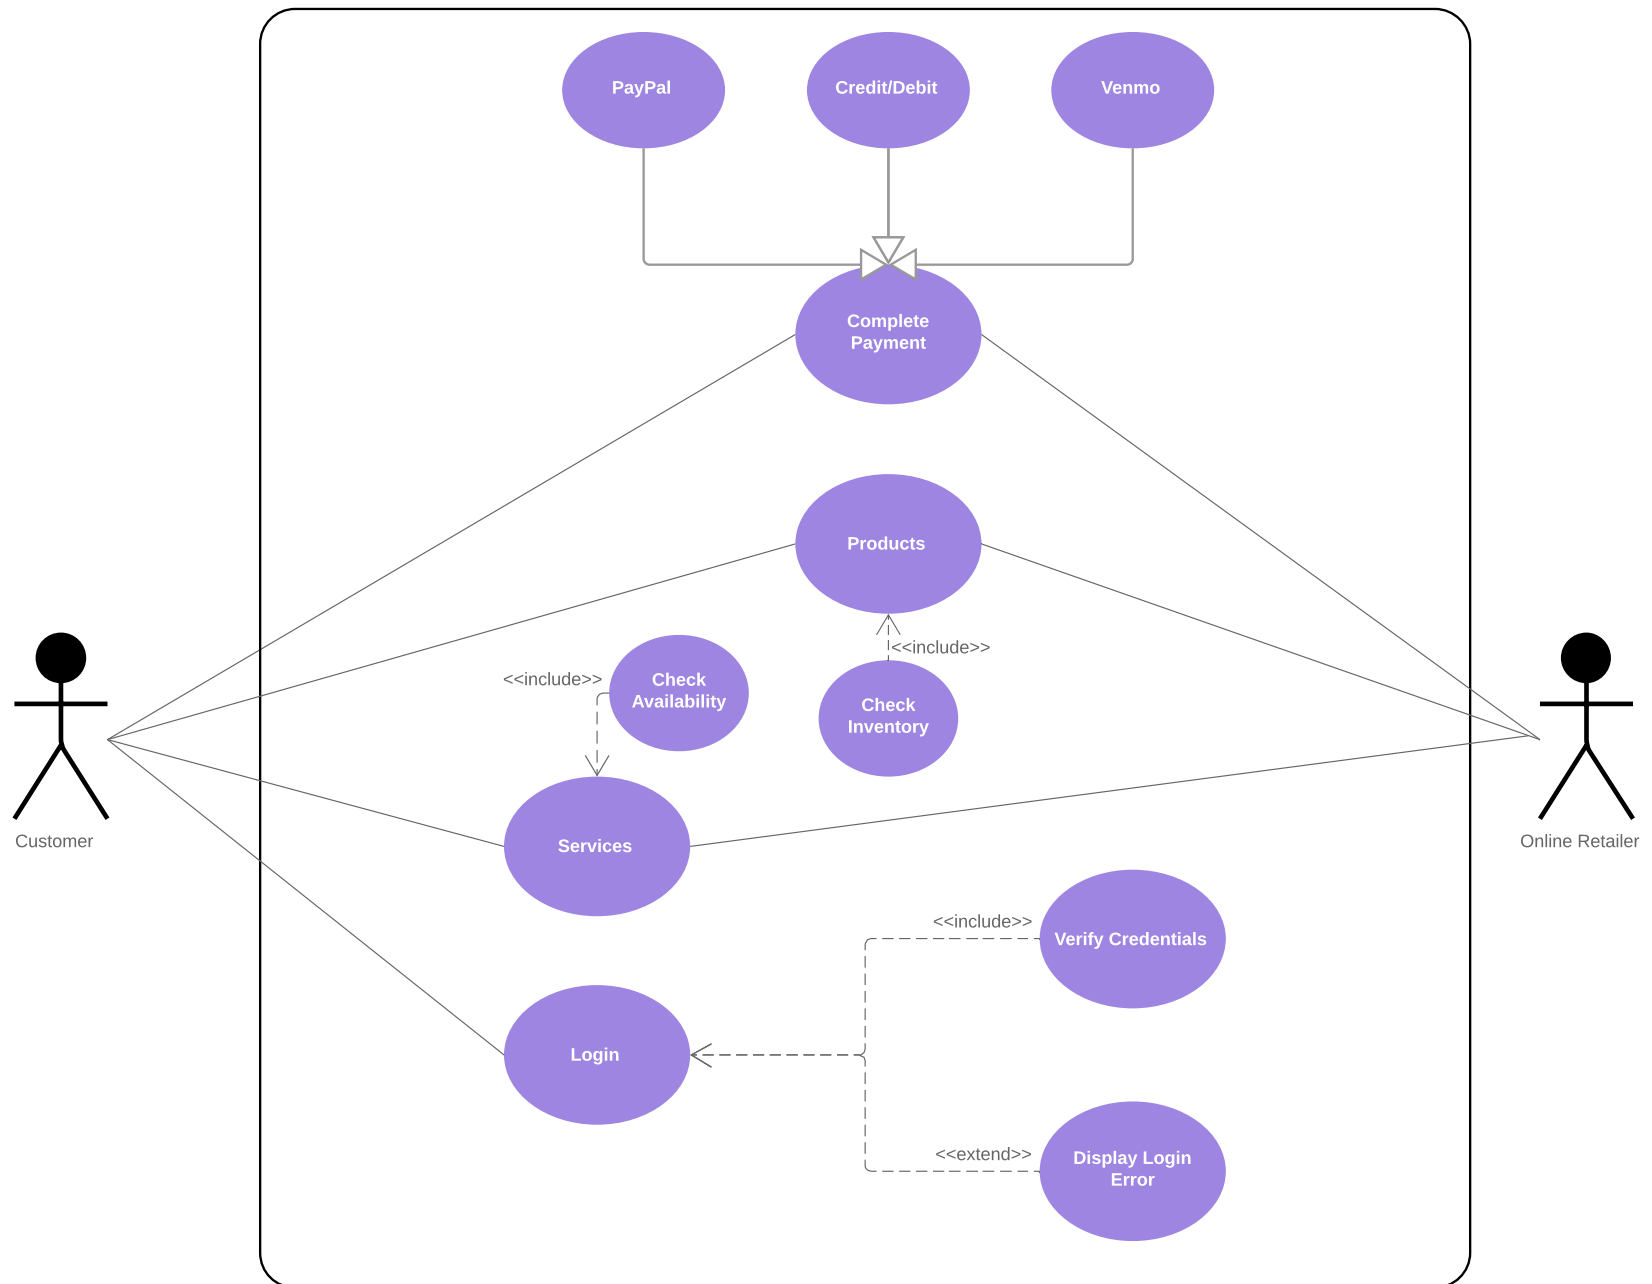 PayPal
Credit/Debit
Venmo
Complete
Payment
Products
<<include>>
Check
Inventory
<<include>>
Check
Availability
Services
Customer
Online Retailer
<<include>>
Verify Credentials
Login
<<extend>>
Display Login
Error